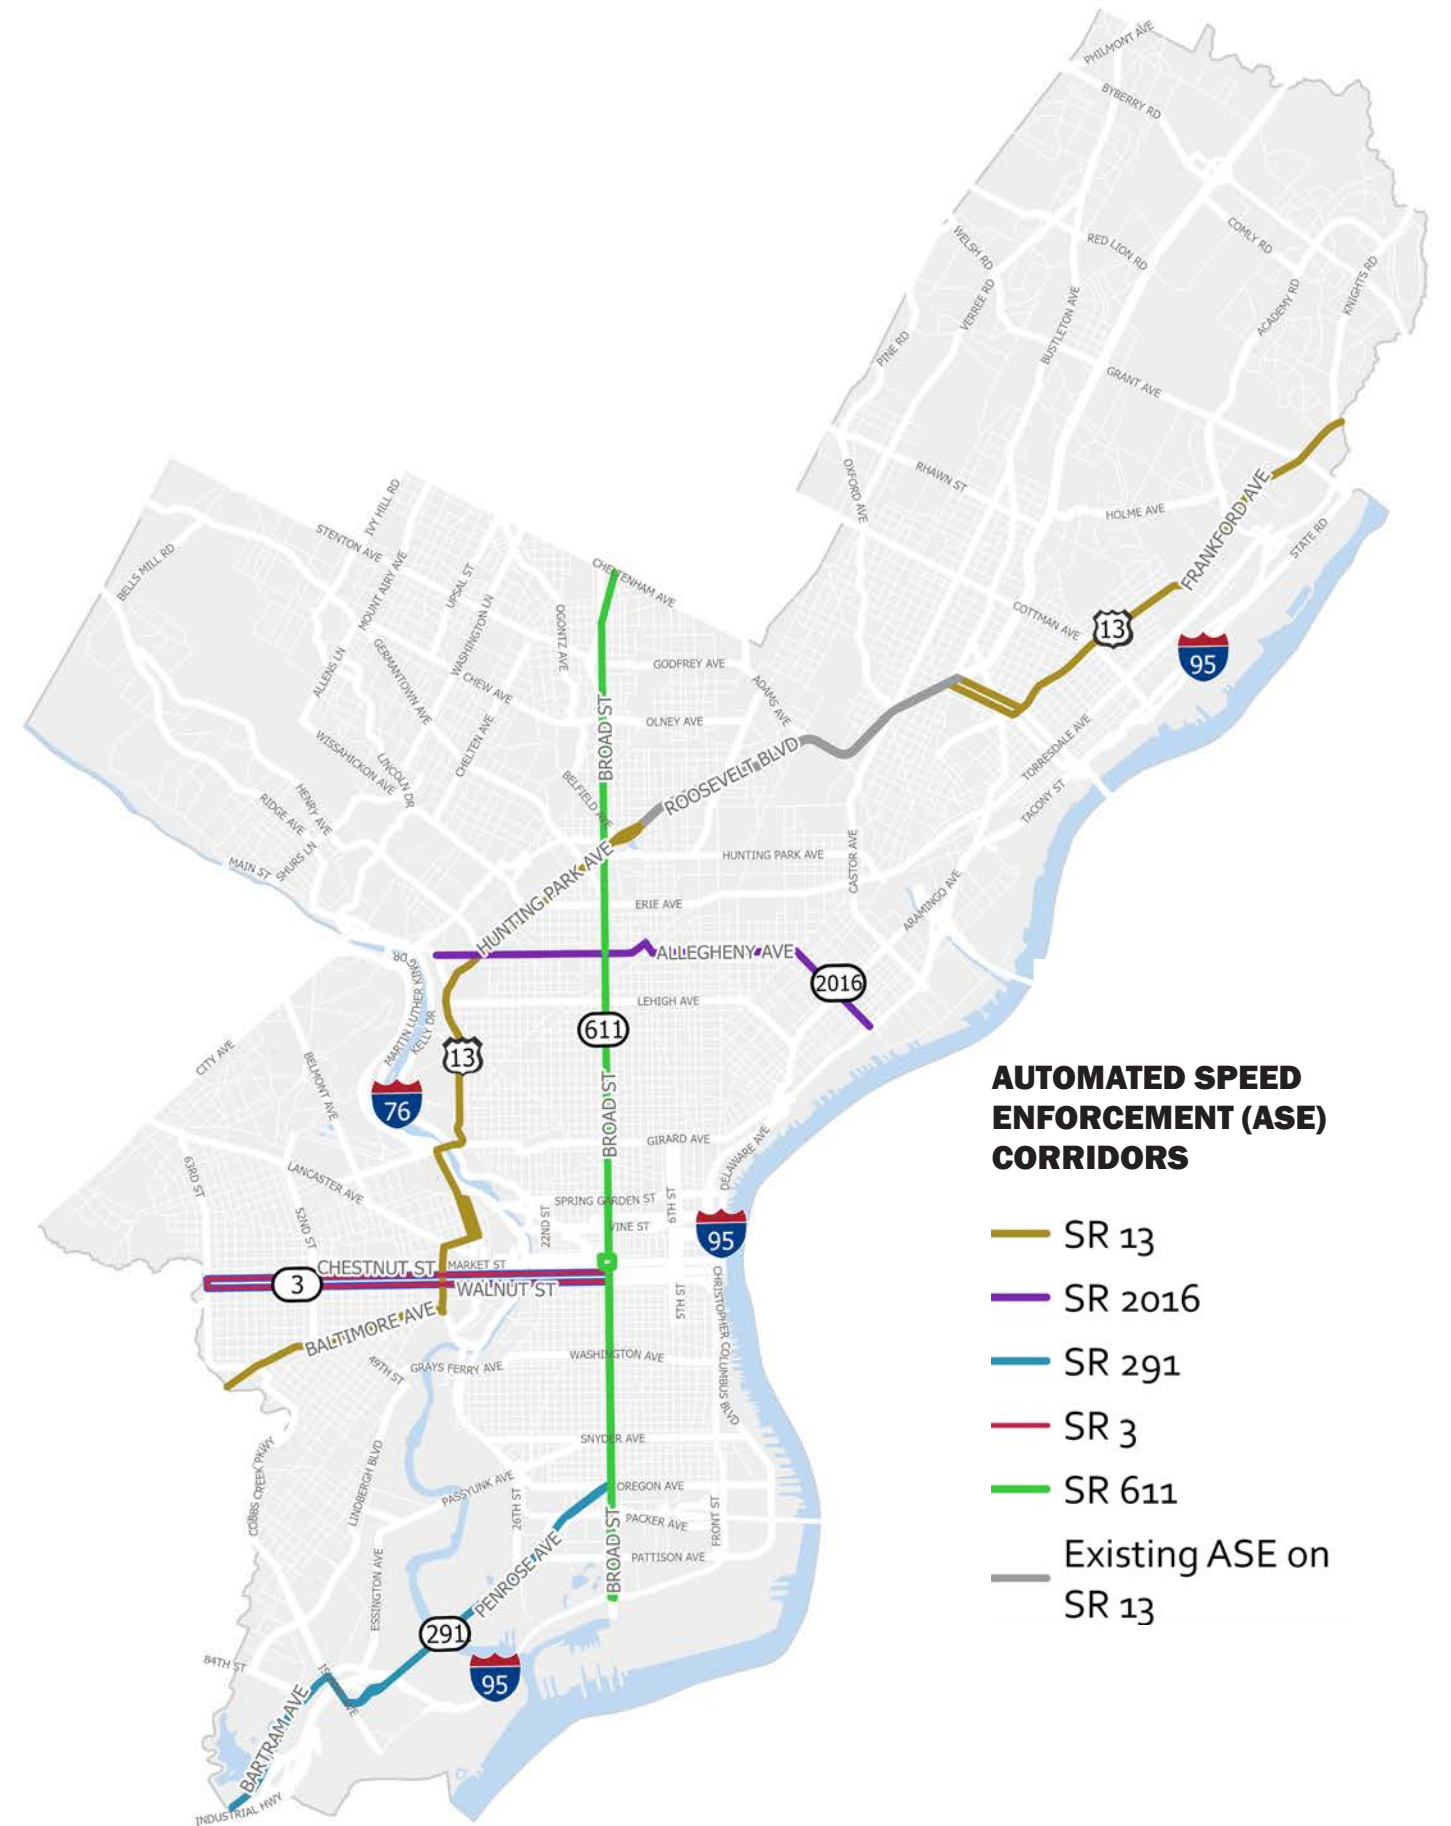 PHILMONT AVE
BYBERRY RD
COMLY RD
WELSH RD
RED LION RD
KNIGHTS RD
VERREE RD
ACADEMY RD
BUSTLETON AVE
PINE RD
GRANT AVE
OXFORD AVE
RHAWN ST
HOLME AVE
FRANKFORD AVE
STATE RD
IVY HILL RD
STENTON AVE
BELLS MILL RD
MOUNT AIRY AVE
UPSAL ST
CHELTENHAM AVE
WASHINGTON LN
OGONTZ AVE
COTTMAN AVE
13
95
ALLENS LN
GERMANTOWN AVE
CHEW AVE
GODFREY AVE
ADAMS AVE
BROAD ST
OLNEY AVE
WISSAHICKON AVE
LINCOLN DR
CHELTEN AVE
BELFIELD AVE
ROOSEVELT BLVD
TORRESDALE AVE
TACONY ST
HENRY AVE
RIDGE AVE
SHURS LN
MAIN ST
HUNTING PARK AVE
HUNTING PARK AVE
CASTOR AVE
ERIE AVE
ARAMINGO AVE
ALLEGHENY AVE
2016
MARTIN LUTHER KING DR
KELLY DR
LEHIGH AVE
611
13
CITY AVE
BELMONT AVE
76
BROAD ST
GIRARD AVE
DELAWARE AVE
63RD ST
LANCASTER AVE
52ND ST
SPRING GARDEN ST
6TH ST
22ND ST
VINE ST
95
CHESTNUT ST
MARKET ST
3
WALNUT ST
5TH ST
CHRISTOPHER COLUMBUS BLVD
BALTIMORE AVE
49TH ST
GRAYS FERRY AVE
WASHINGTON AVE
SNYDER AVE
COBBS CREEK PKWY
LINDBERGH BLVD
PASSYUNK AVE
26TH ST
OREGON AVE
PACKER AVE
FRONT ST
BROAD ST
PATTISON AVE
ESSINGTON AVE
PENROSE AVE
291
95
84TH ST
BARTRAM AVE
INDUSTRIAL HWY
AUTOMATED SPEED
ENFORCEMENT (ASE)
CORRIDORS
SR 13
SR 2016
SR 291
SR 3
SR 611
Existing ASE on
SR 13